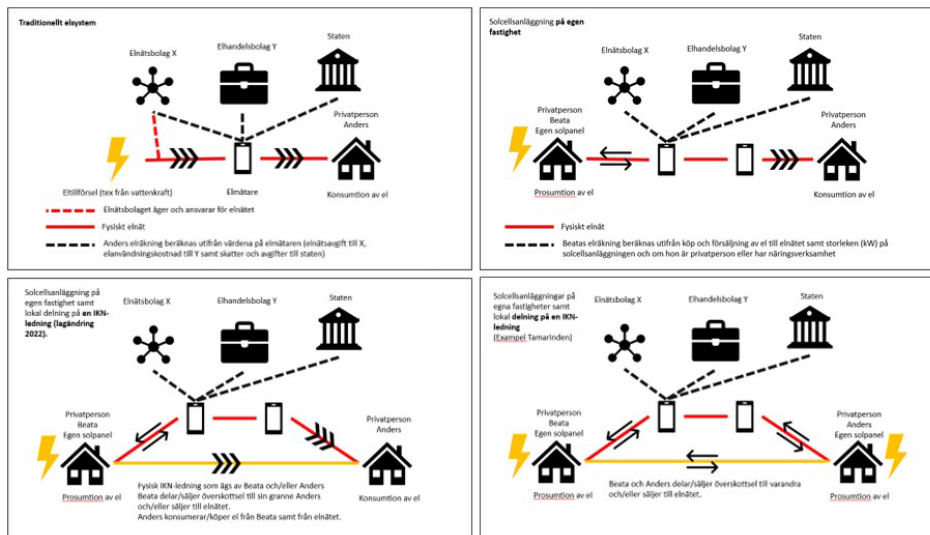 Traditionellt elsystem
Staten
Elnätsbolag X
Elhandelsbolag Y
Privatperson
Anders
Eltillförsel (tex från vattenkraft)
Elmätare
Konsumtion av el
Elnätsbolaget äger och ansvarar för elnätet
Fysiskt elnät
Anders elräkning beräknas utifrån värdena på elmätaren (elnätsavgift till X,
elanvändningskostnad till Y samt skatter och avgifter till staten)
Solcellsanläggning på egen
fastighet
Staten
Elnätsbolag X
Elhandelsbolag Y
Privatperson
Beata
Egen solpanel
Privatperson
Anders
Prosumtion av el
Konsumtion av el
Fysiskt elnät
Beatas elräkning beräknas utifrån köp och försäljning av el till elnätet samt storleken (kW) på
solcellsanläggningen och om hon är privatperson eller har näringsverksamhet
Solcellsanläggning på
egen fastighet samt
lokal delning på en IKN-
ledning (lagändring
2022).
Elnätsbolag X
Elhandelsbolag Y
Staten
Privatperson
Beata
Egen solpanel
Privatperson
Anders
Prosumtion av el
Konsumtion av el
Fysisk IKN-ledning som ägs av Beata och/eller Anders
Beata delar/säljer överskottsel till sin granne Anders
och/eller säljer till elnätet.
Anders konsumerar/köper el från Beata samt från elnätet.
Solcellsanläggningar på
egna fastigheter samt
lokal delning på en IKN-
ledning
(Exampel Tamarinden)
Elnätsbolag X
Elhandelsbolag Y
Staten
Privatperson
Beata
Egen solpanel
Privatperson
Anders
Egen solpanel
Prosumtion av el
Prosumtion av el
Beata och Anders delar/säljer överskottsel till varandra
och/eller säljer till elnätet.